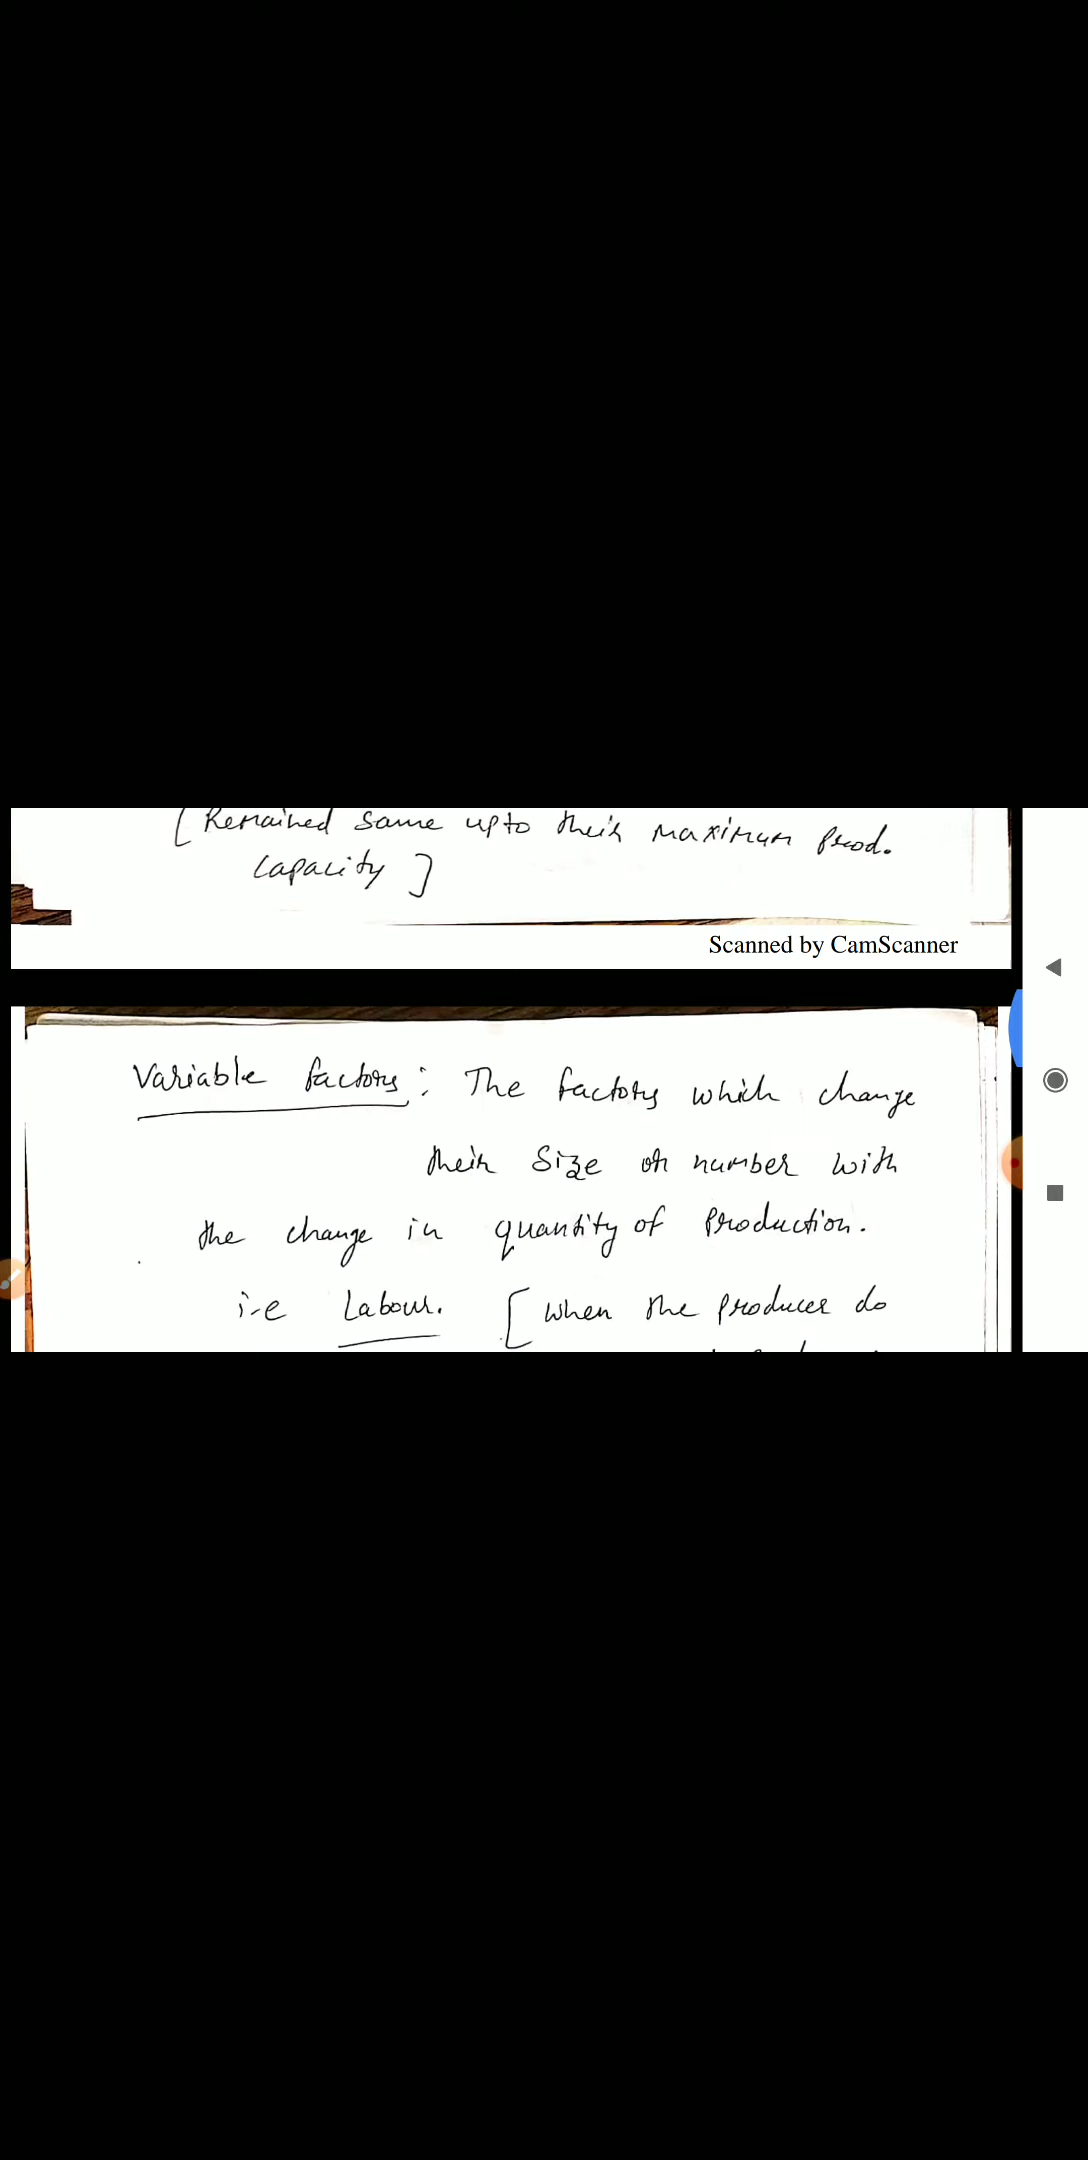 [Remained same upto their maximum prod.
capacity]
Scanned by CamScanner
Variable factors: The factors which change
their size or number with
the change in quantity of production.
i-e Labour. [when the producer do